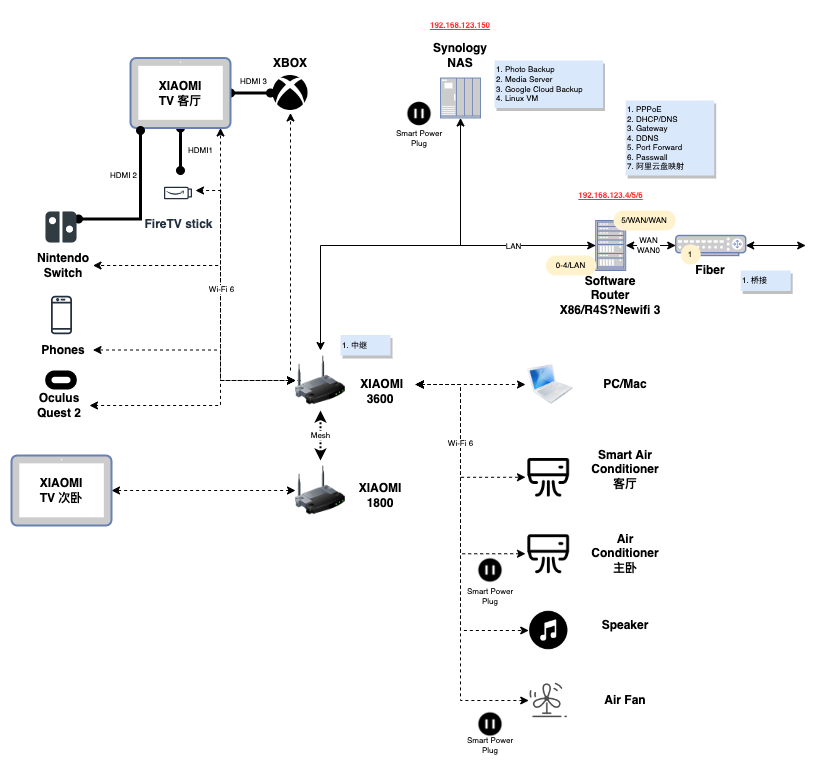 192.168.123.150
Synology
NAS
1. Photo Backup
2. Media Server
3. Google Cloud Backup
4. Linux VM
Smart Power
Plug
XIAOMI
TV 客厅
HDMI 3
XBOX
HDMI 2
HDMI1
FireTV stick
Nintendo
Switch
Wi-Fi 6
Phones
Oculus
Quest 2
1. PPPoE
2. DHCP/DNS
3. Gateway
4. DDNS
5. Port Forward
6. Passwall
7. 阿里云盘映射
192.168.123.4/5/6
5/WAN/WAN
LAN
0-4/LAN
WAN
WAN0
1
Fiber
1. 桥接
Software
Router
X86/R4S?Newifi 3
1. 中继
XIAOMI
3600
Mesh
XIAOMI
1800
XIAOMI
TV 次卧
PC/Mac
Wi-Fi 6
Smart Air
Conditioner
客厅
Air
Conditioner
主卧
Smart Power
Plug
Speaker
Air Fan
Smart Power
Plug